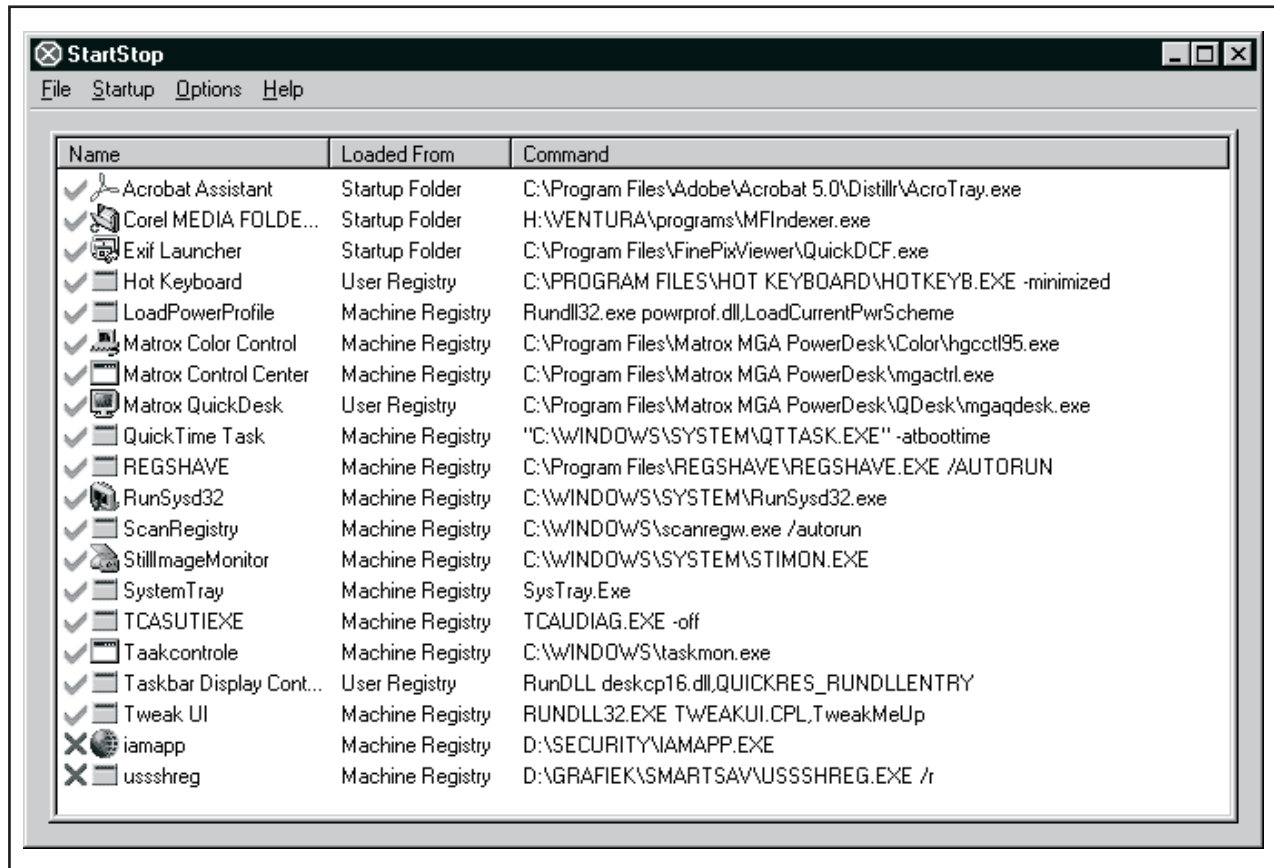 StartStop
File Startup Options Help
Name Loaded From Command
Acrobat Assistant Startup Folder C:\Program Files\Adobe\Acrobat 5.0\Distillr\AcroTray.exe
Corel MEDIA FOLDE... Startup Folder H:\VENTURA\programs\MFIndexer.exe
Exif Launcher Startup Folder C:\Program Files\FinePixViewer\QuickDCF.exe
Hot Keyboard User Registry C:\PROGRAM FILES\HOT KEYBOARD\HOTKEYB.EXE -minimized
LoadPowerProfile Machine Registry Rundll32.exe powrprof.dll,LoadCurrentPwrScheme
Matrox Color Control Machine Registry C:\Program Files\Matrox MGA PowerDesk\Color\hgcctl95.exe
Matrox Control Center Machine Registry C:\Program Files\Matrox MGA PowerDesk\mgactrl.exe
Matrox QuickDesk User Registry C:\Program Files\Matrox MGA PowerDesk\QDesk\mgaqdesk.exe
QuickTime Task Machine Registry "C:\WINDOWS\SYSTEM\QTTASK.EXE" -atboottime
REGSHAVE Machine Registry C:\Program Files\REGSHAVE\REGSHAVE.EXE /AUTORUN
RunSysd32 Machine Registry C:\WINDOWS\SYSTEM\RunSysd32.exe
ScanRegistry Machine Registry C:\WINDOWS\scanregw.exe /autorun
StillImageMonitor Machine Registry C:\WINDOWS\SYSTEM\STIMON.EXE
SystemTray Machine Registry SysTray.Exe
TCASUTIEXE Machine Registry TCAUDIAG.EXE -off
Taakcontrole Machine Registry C:\WINDOWS\taskmon.exe
Taskbar Display Cont... User Registry RunDLL deskcp16.dll,QUICKRES_RUNDLLENTRY
Tweak UI Machine Registry RUNDLL32.EXE TWEAKUI.CPL,TweakMeUp
iamapp Machine Registry D:\SECURITY\IAMAPP.EXE
ussshreg Machine Registry D:\GRAFIEK\SMARTSAV\USSSHREG.EXE /r